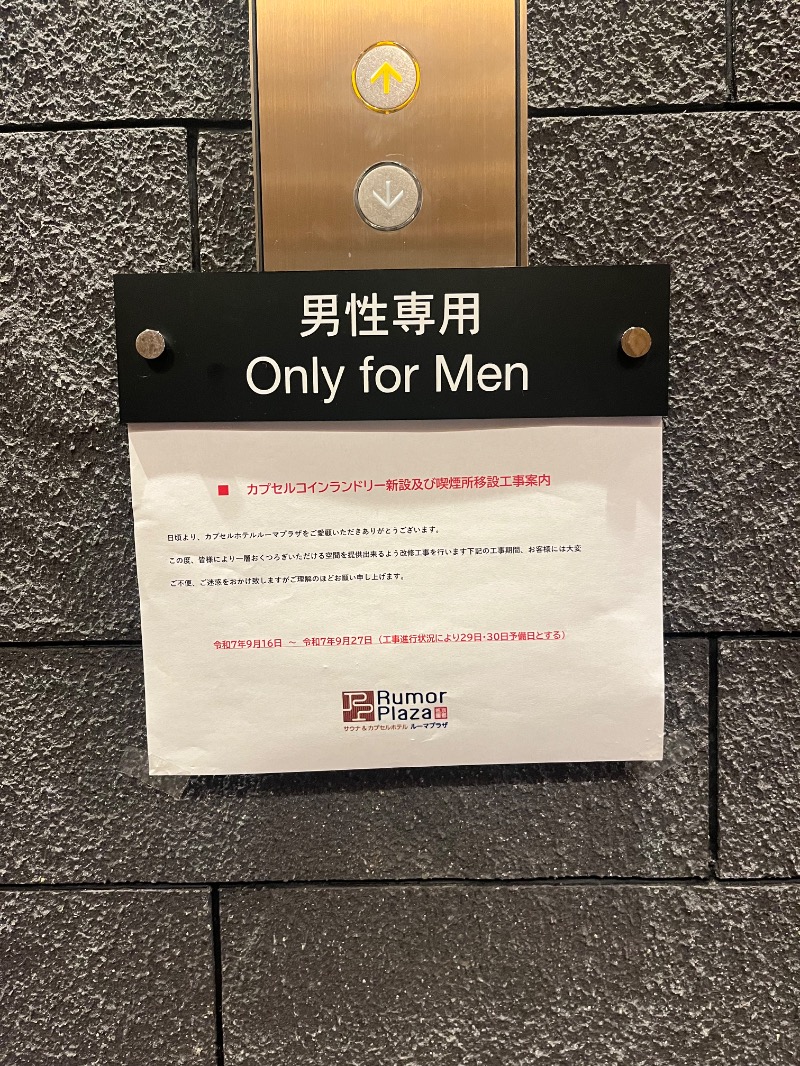 男性専用
Only for Men
■ カプセルコインランドリー新設及び喫煙所移設工事案内
日頃より、カプセルホテルルーマプラザをご愛顧いただきありがとうございます。
この度、皆様により一層おくつろぎいただける空間を提供出来るよう改修工事を行います下記の工事期間、お客様には大変
ご不便、ご迷惑をおかけ致しますがご理解のほどお願い申し上げます。
令和7年9月16日 ～ 令和7年9月27日（工事進行状況により29日・30日予備日とする）
Rumor
Plaza
サウナ＆カプセルホテル ルーマプラザ